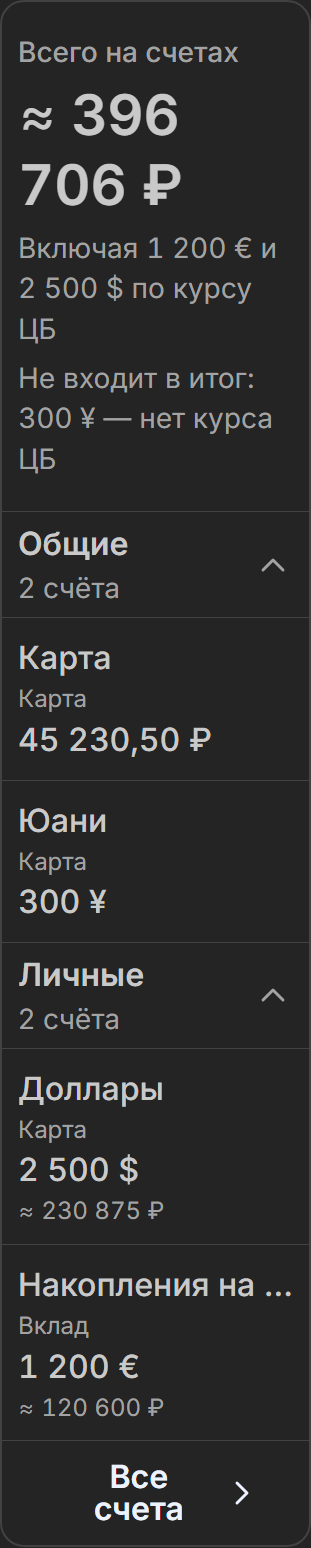 Всего на счетах
≈ 396
706 ₽
Включая 1 200 € и
2 500 $ по курсу
ЦБ
Не входит в итог:
300 ¥ — нет курса
ЦБ
Общие
2 счёта
Карта
Карта
45 230,50 ₽
Юани
Карта
300 ¥
Личные
2 счёта
Доллары
Карта
2 500 $
≈ 230 875 ₽
Накопления на ...
Вклад
1 200 €
≈ 120 600 ₽
Все
счета